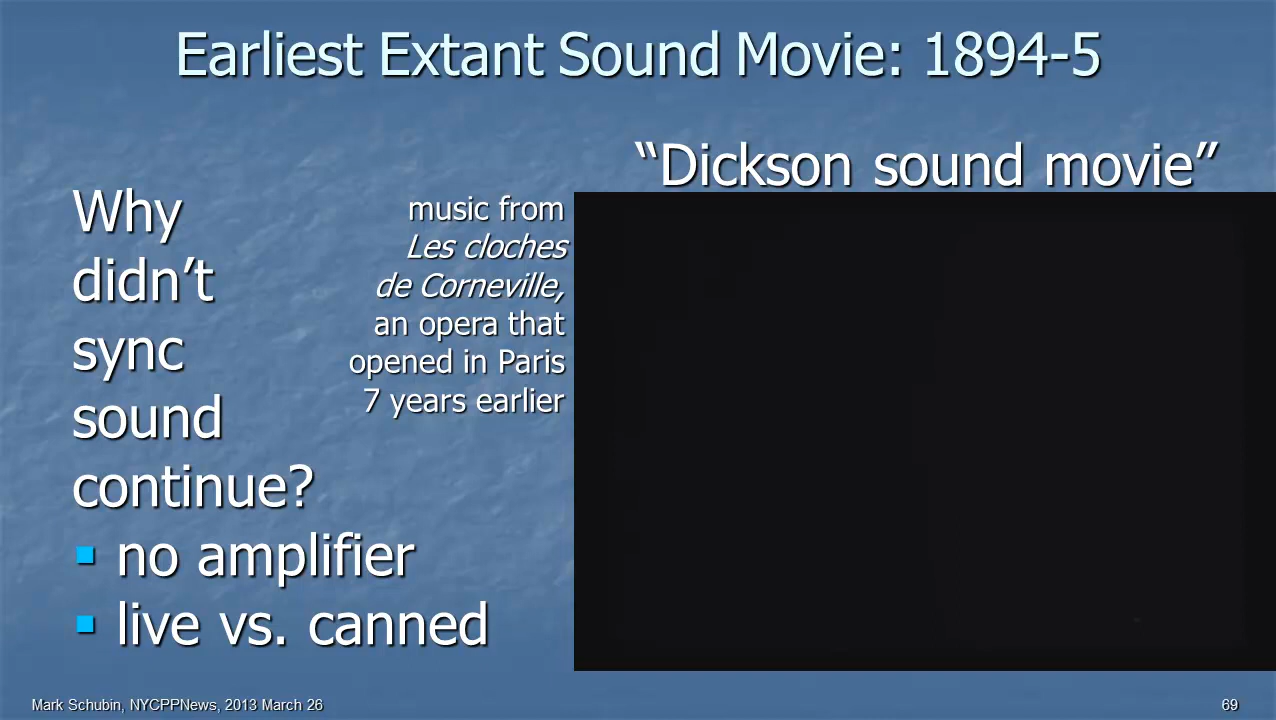 Earliest Extant Sound Movie: 1894-5
“Dickson sound movie”
Why
didn’t
sync
sound
continue?
▪ no amplifier
▪ live vs. canned
music from
Les cloches
de Corneville,
an opera that
opened in Paris
7 years earlier
Mark Schubin, NYCPPNews, 2013 March 26
69